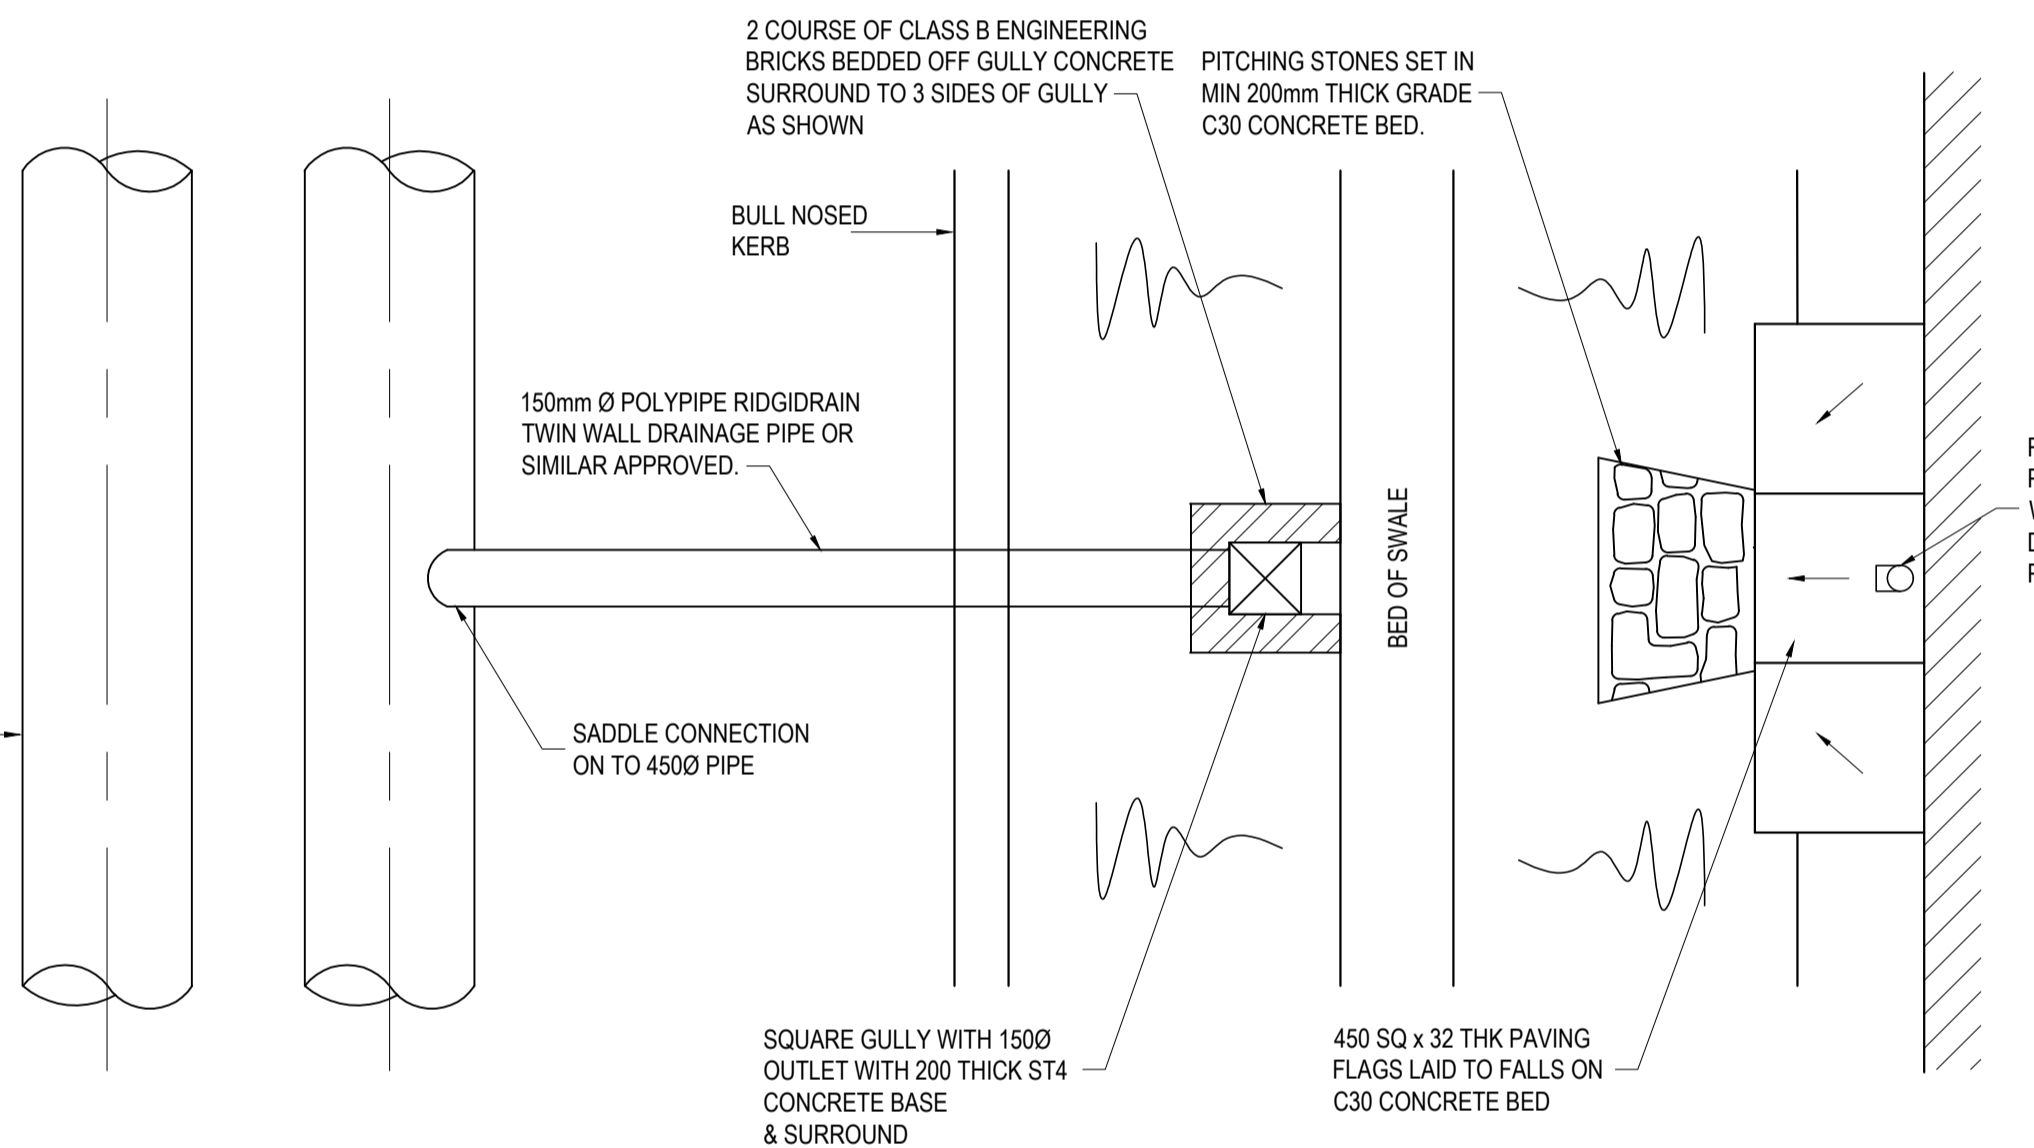 2 COURSE OF CLASS B ENGINEERING
BRICKS BEDDED OFF GULLY CONCRETE
SURROUND TO 3 SIDES OF GULLY
AS SHOWN
PITCHING STONES SET IN
MIN 200mm THICK GRADE
C30 CONCRETE BED.
BULL NOSED
KERB
150mm Ø POLYPIPE RIDGIDRAIN
TWIN WALL DRAINAGE PIPE OR
SIMILAR APPROVED.
BED OF SWALE
SADDLE CONNECTION
ON TO 450Ø PIPE
SQUARE GULLY WITH 150Ø
OUTLET WITH 200 THICK ST4
CONCRETE BASE
& SURROUND
450 SQ x 32 THK PAVING
FLAGS LAID TO FALLS ON
C30 CONCRETE BED